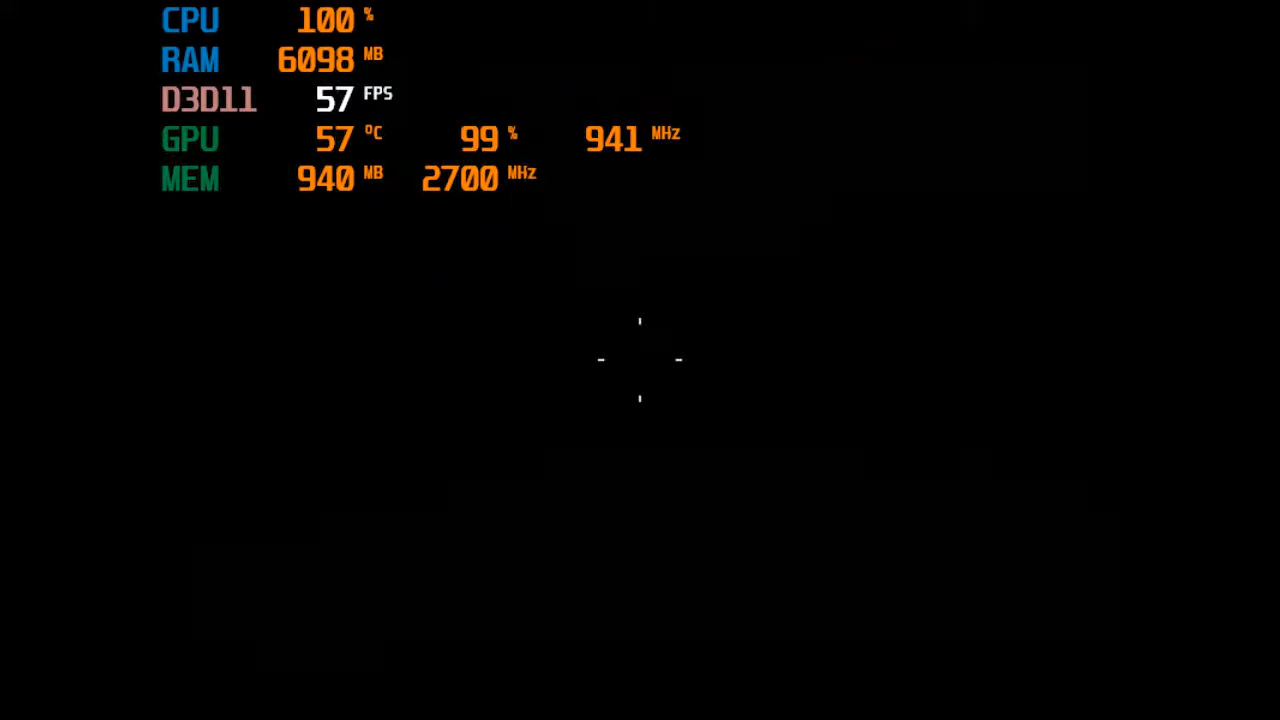 CPU 100 %
RAM 6098 MB
D3D11 57 FPS
GPU 57 °C 99 % 941 MHz
MEM 940 MB 2700 MHz